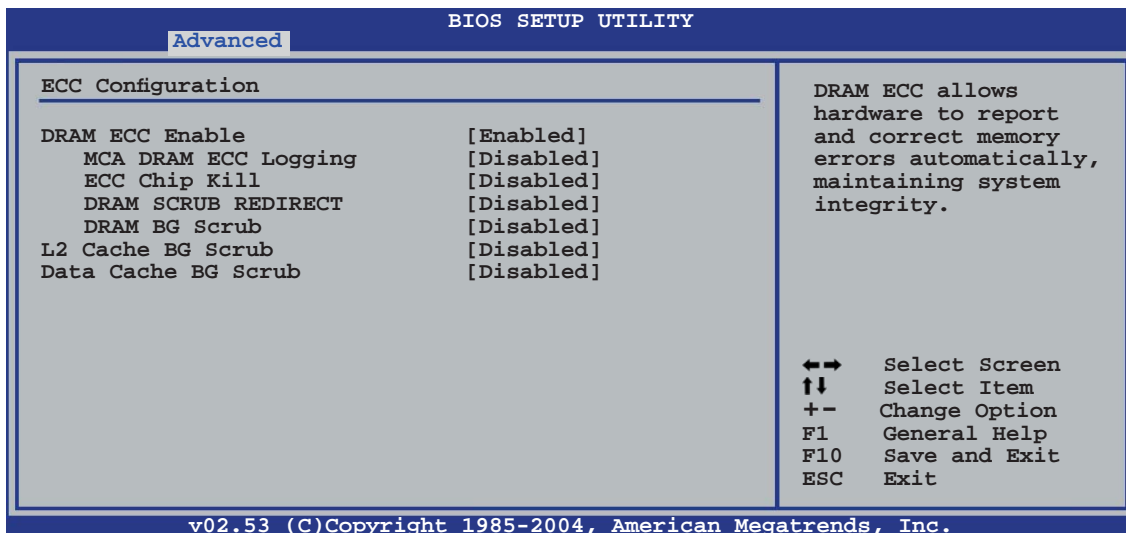 BIOS SETUP UTILITY
Advanced
ECC Configuration
DRAM ECC Enable [Enabled]
MCA DRAM ECC Logging [Disabled]
ECC Chip Kill [Disabled]
DRAM SCRUB REDIRECT [Disabled]
DRAM BG Scrub [Disabled]
L2 Cache BG Scrub [Disabled]
Data Cache BG Scrub [Disabled]
DRAM ECC allows
hardware to report
and correct memory
errors automatically,
maintaining system
integrity.
←→ Select Screen
↑↓ Select Item
+- Change Option
F1 General Help
F10 Save and Exit
ESC Exit
v02.53 (C)Copyright 1985-2004, American Megatrends, Inc.